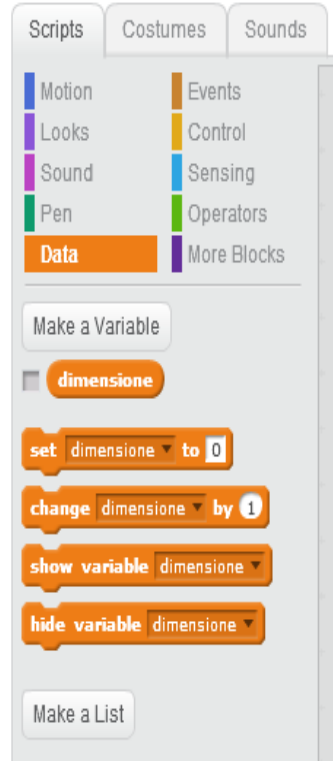 Scripts Costumes Sounds
Motion Events
Looks Control
Sound Sensing
Pen Operators
Data More Blocks
Make a Variable
dimensione
set dimensione to 0
change dimensione by 1
show variable dimensione
hide variable dimensione
Make a List